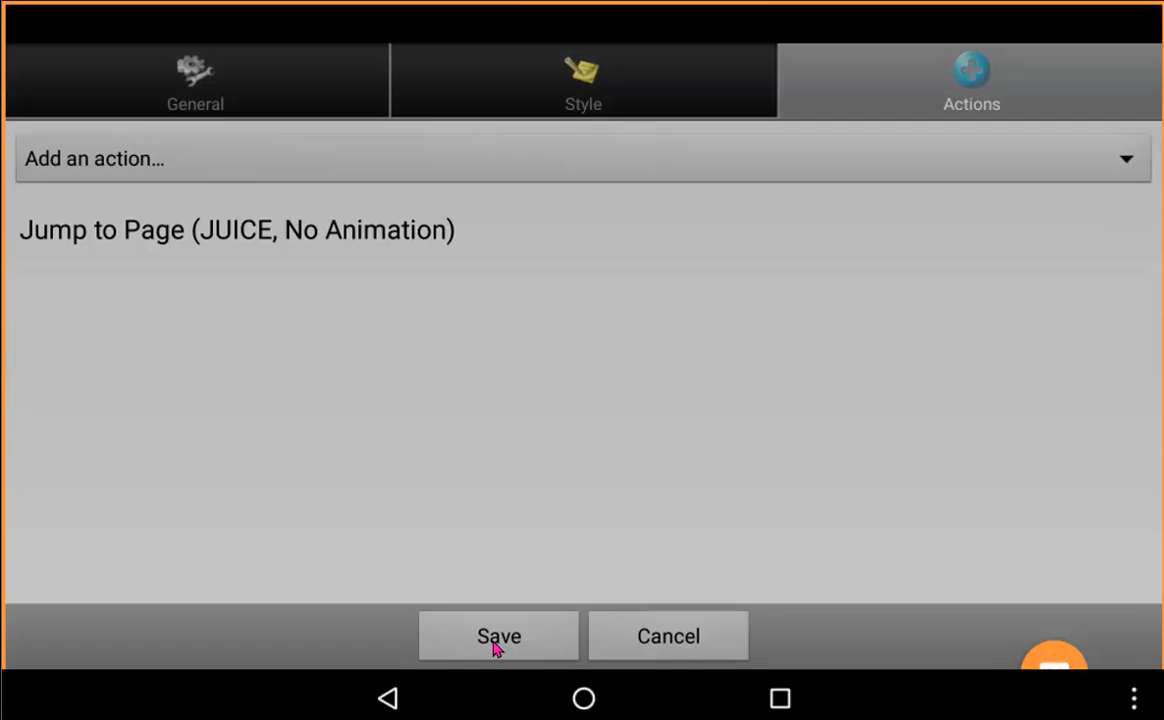 General
Style
Actions
Add an action...
Jump to Page (JUICE, No Animation)
Save
Cancel